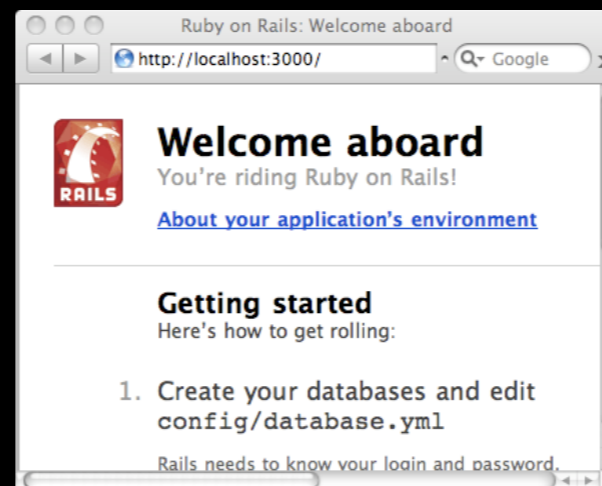 Ruby on Rails: Welcome aboard
http://localhost:3000/
Google
RAILS
Welcome aboard
You're riding Ruby on Rails!
About your application's environment
Getting started
Here's how to get rolling:
1. Create your databases and edit
config/database.yml
Rails needs to know your login and password.